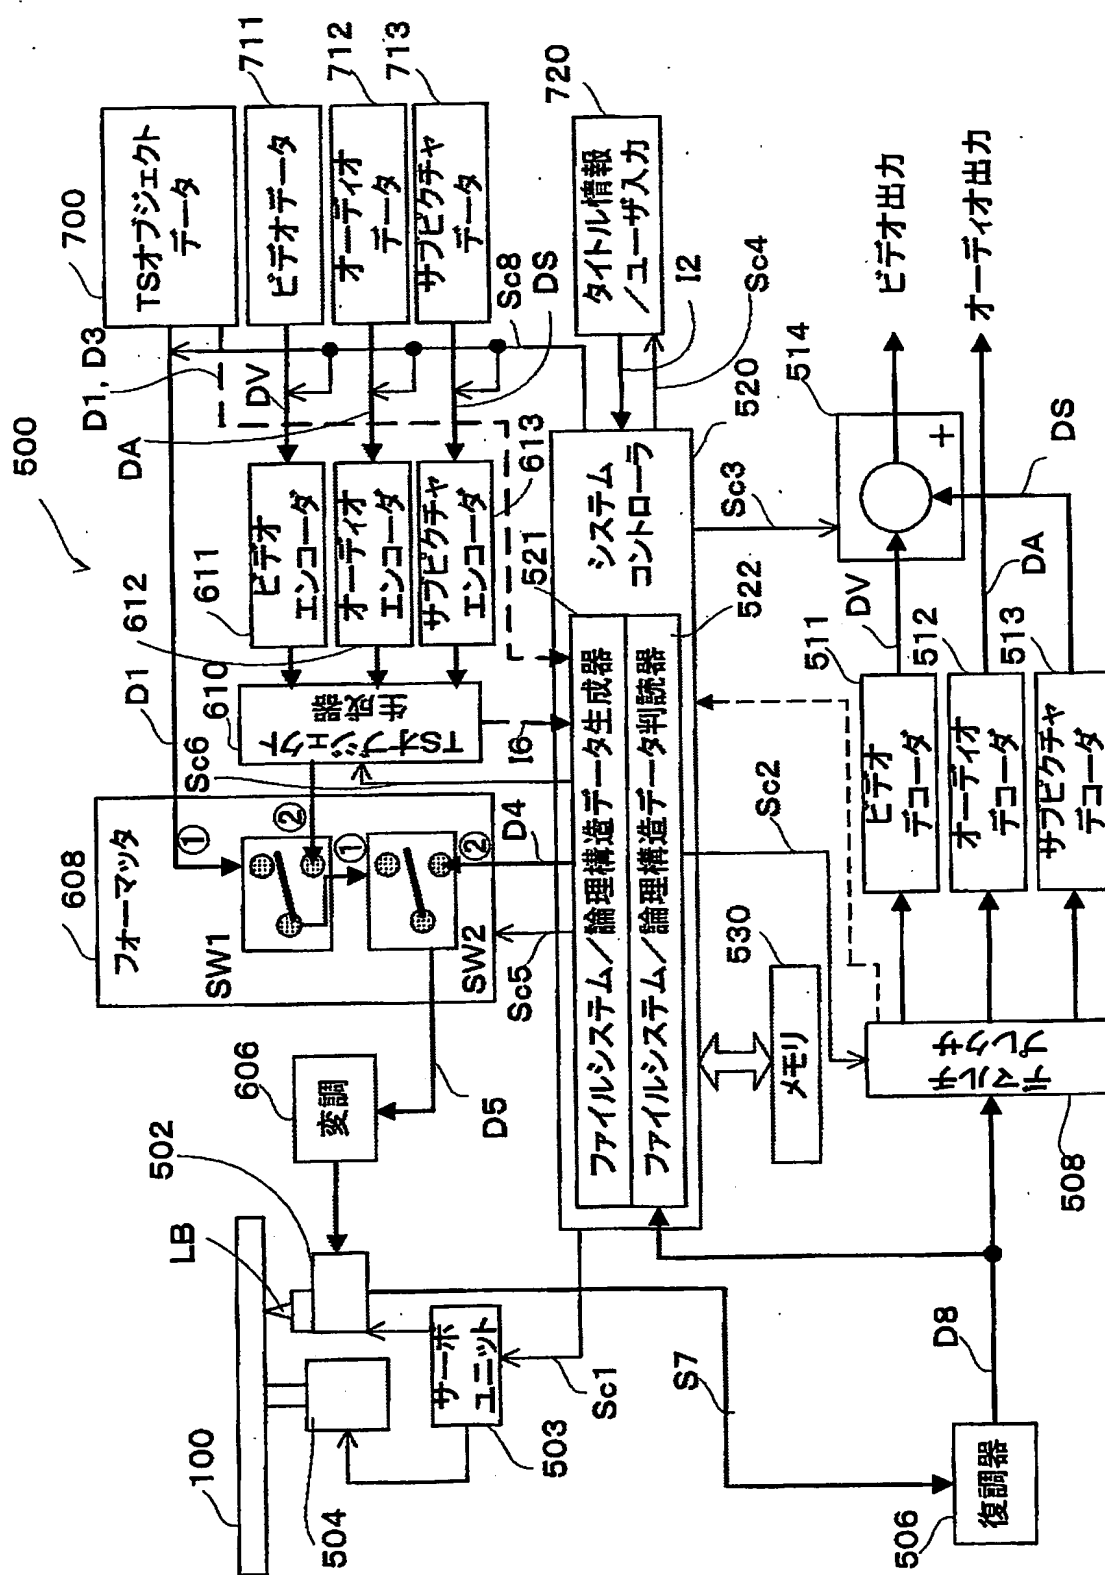 500
100
LB
502
606
変調
504
503
サーボ
ユニット
Sc1
S7
506
復調器
D8
D5
608
フォーマッタ
SW1
SW2
①
②
①
②
Sc5
D4
Sc6
D1
610
TSオブジェクト
生成器
I6
612
611
ビデオ
エンコーダ
オーディオ
エンコーダ
サブピクチャ
エンコーダ
613
DA
DV
D1, D3
700
TSオブジェクト
データ
711
ビデオデータ
712
オーディオ
データ
713
サブピクチャ
データ
Sc8
DS
720
タイトル情報
/ユーザ入力
I2
Sc4
520
システム
コントローラ
521
ファイルシステム/論理構造データ生成器
522
ファイルシステム/論理構造データ判読器
530
メモリ
Sc2
Sc3
508
デマルチ
プレクサ
511
ビデオ
デコーダ
512
オーディオ
デコーダ
513
サブピクチャ
デコーダ
DV
DA
DS
514
+
ビデオ出力
オーディオ出力